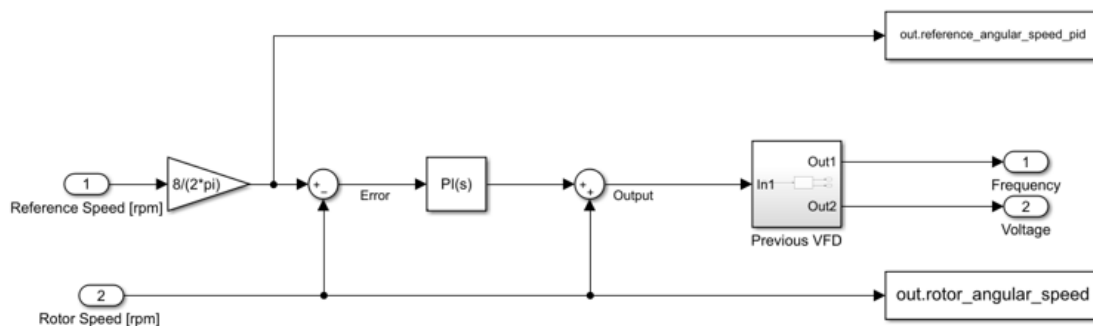 out.reference_angular_speed_pid
1
Reference Speed [rpm]
8/(2*pi)
+
−
Error
PI(s)
+
+
Output
In1
Out1
Out2
Previous VFD
1
Frequency
2
Voltage
2
Rotor Speed [rpm]
out.rotor_angular_speed